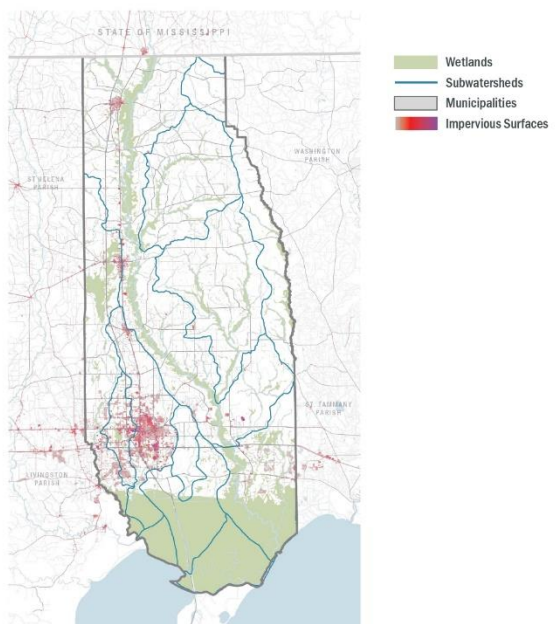 STATE OF MISSISSIPPI
Wetlands
Subwatersheds
Municipalities
Impervious Surfaces
WASHINGTON
PARISH
ST HELENA
PARISH
ST TAMMANY
PARISH
LIVINGSTON
PARISH